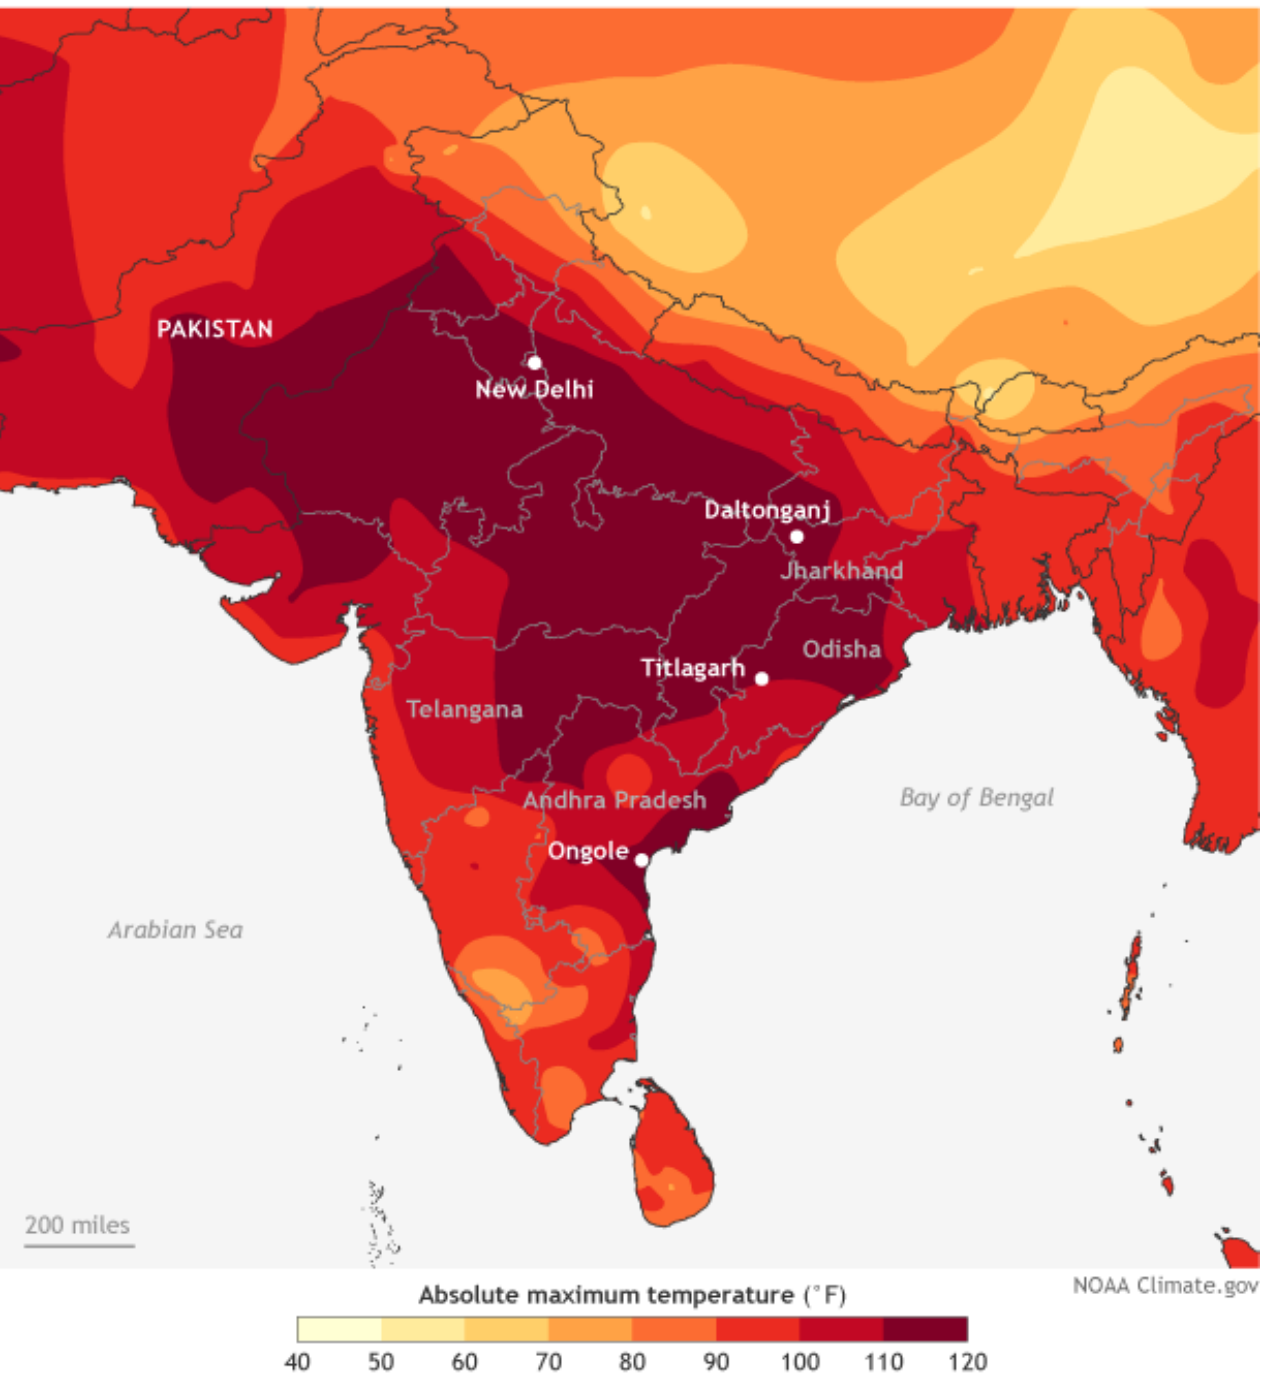 PAKISTAN
New Delhi
Daltonganj
Jharkhand
Odisha
Titlagarh
Telangana
Andhra Pradesh
Bay of Bengal
Ongole
Arabian Sea
200 miles
NOAA Climate.gov
Absolute maximum temperature (°F)
40 50 60 70 80 90 100 110 120